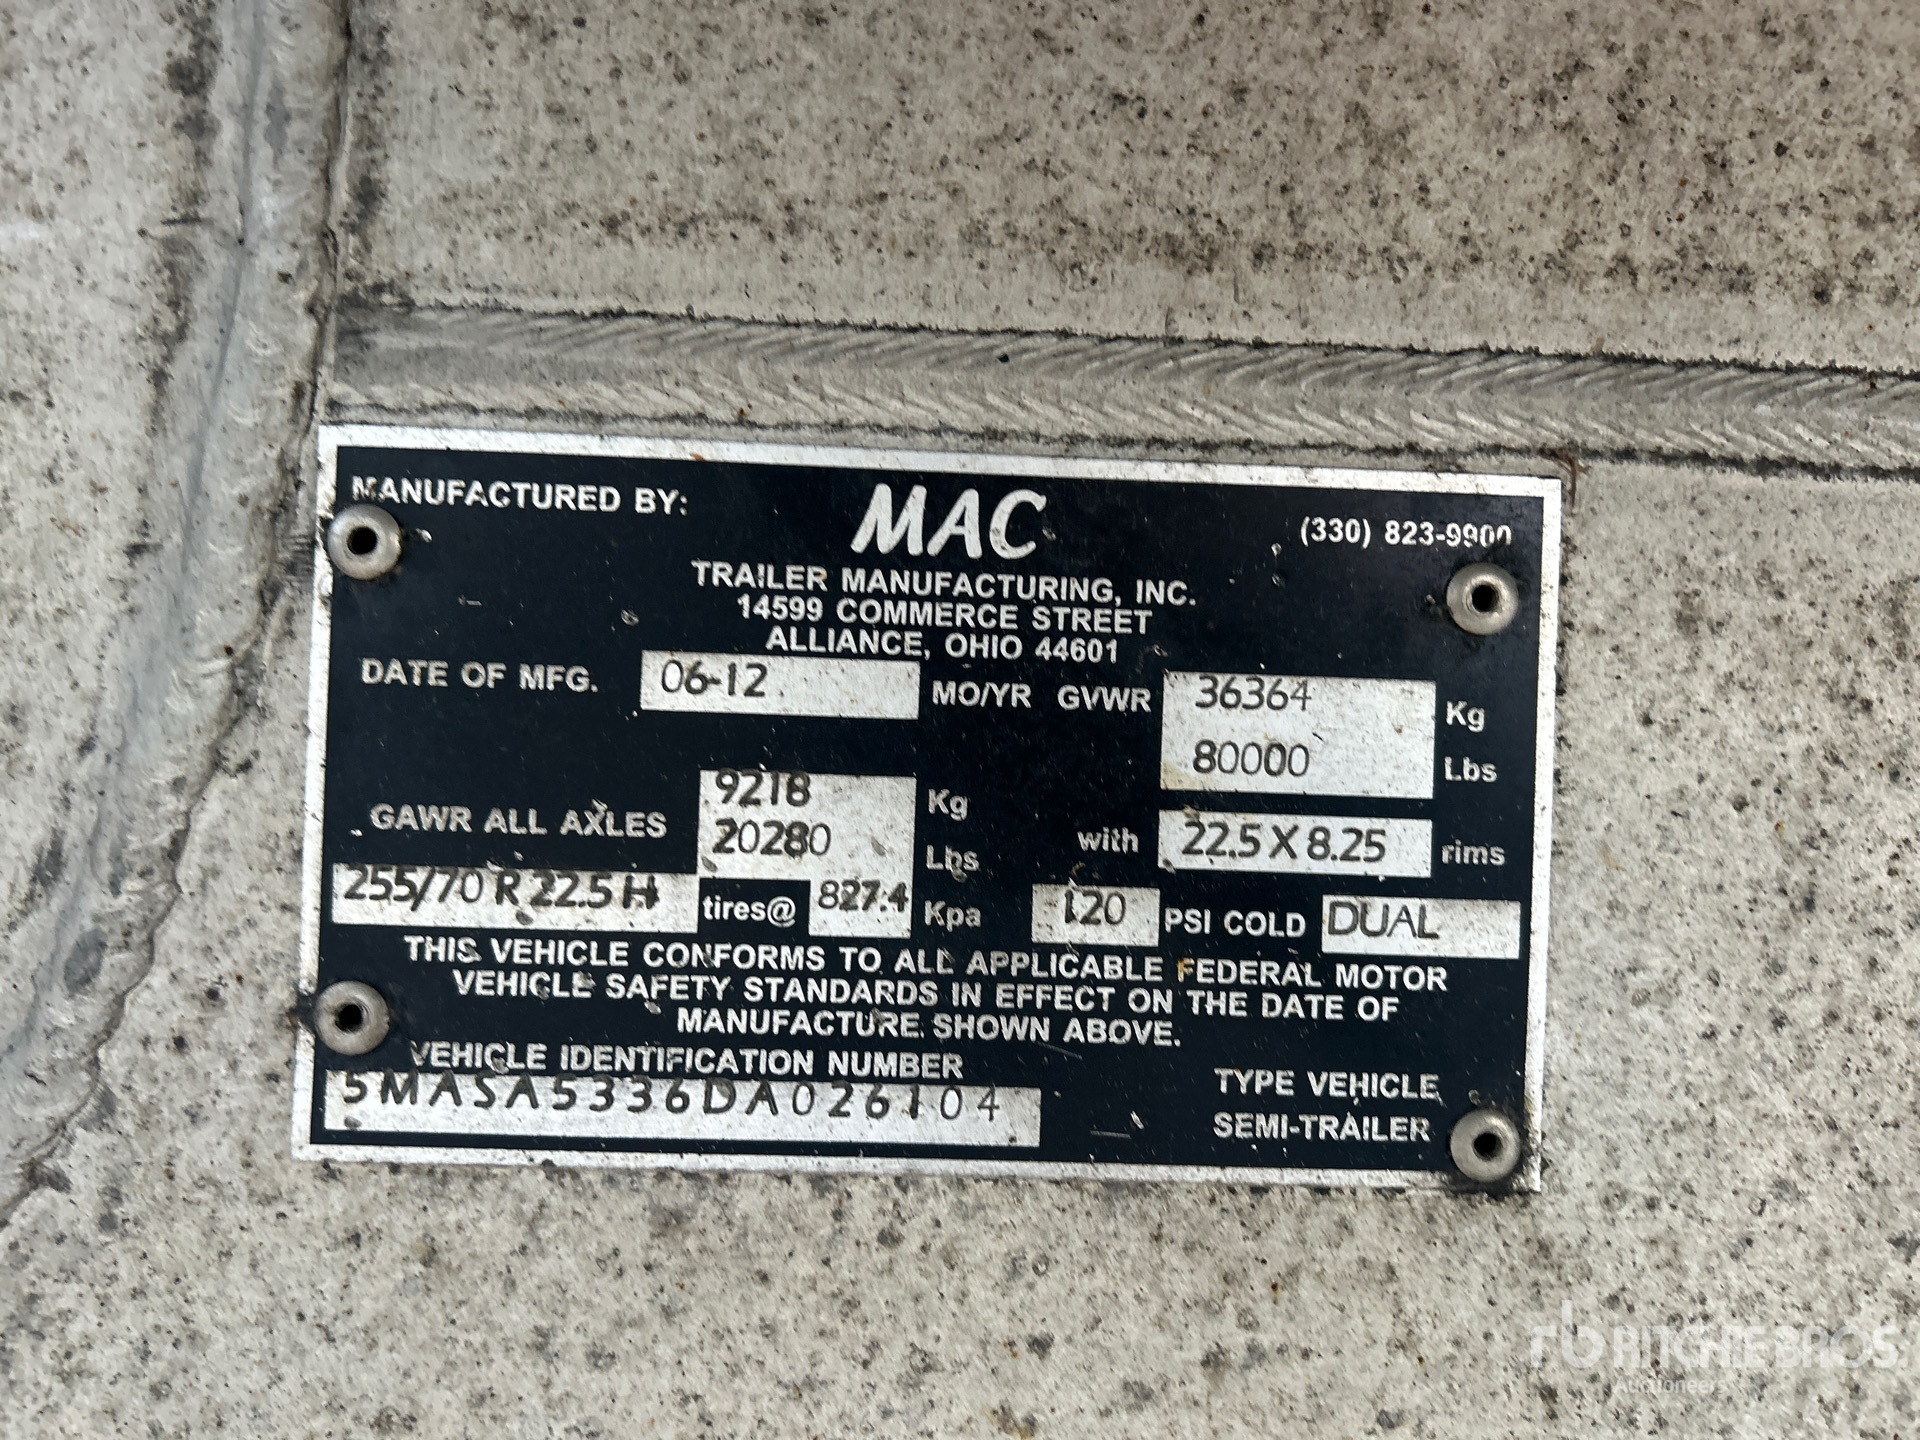 MANUFACTURED BY: MAC (330) 823-9900
TRAILER MANUFACTURING, INC.
14599 COMMERCE STREET
ALLIANCE, OHIO 44601
DATE OF MFG. 06-12 MO/YR GVWR 36364 Kg
80000 Lbs
GAWR ALL AXLES 9218 Kg
20280 Lbs with 22.5 X 8.25 rims
255/70 R 22.5 H tires@ 827.4 Kpa 120 PSI COLD DUAL
THIS VEHICLE CONFORMS TO ALL APPLICABLE FEDERAL MOTOR
VEHICLE SAFETY STANDARDS IN EFFECT ON THE DATE OF
MANUFACTURE SHOWN ABOVE.
VEHICLE IDENTIFICATION NUMBER
5MASA5336DA026104
TYPE VEHICLE
SEMI-TRAILER
rb RITCHIE BROS.
Auctioneers